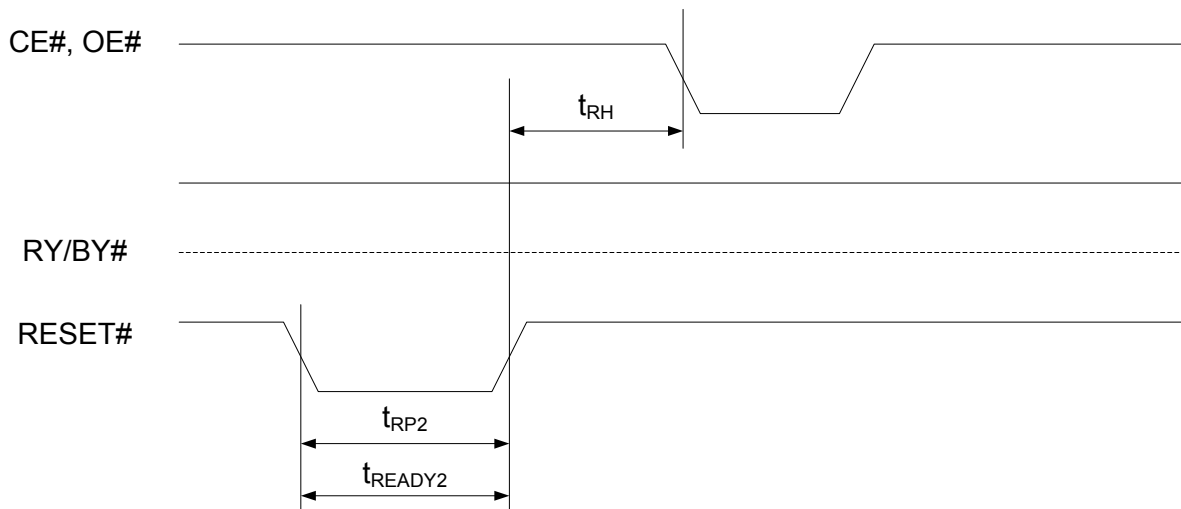 CE#, OE#
tRH
RY/BY#
RESET#
tRP2
tREADY2